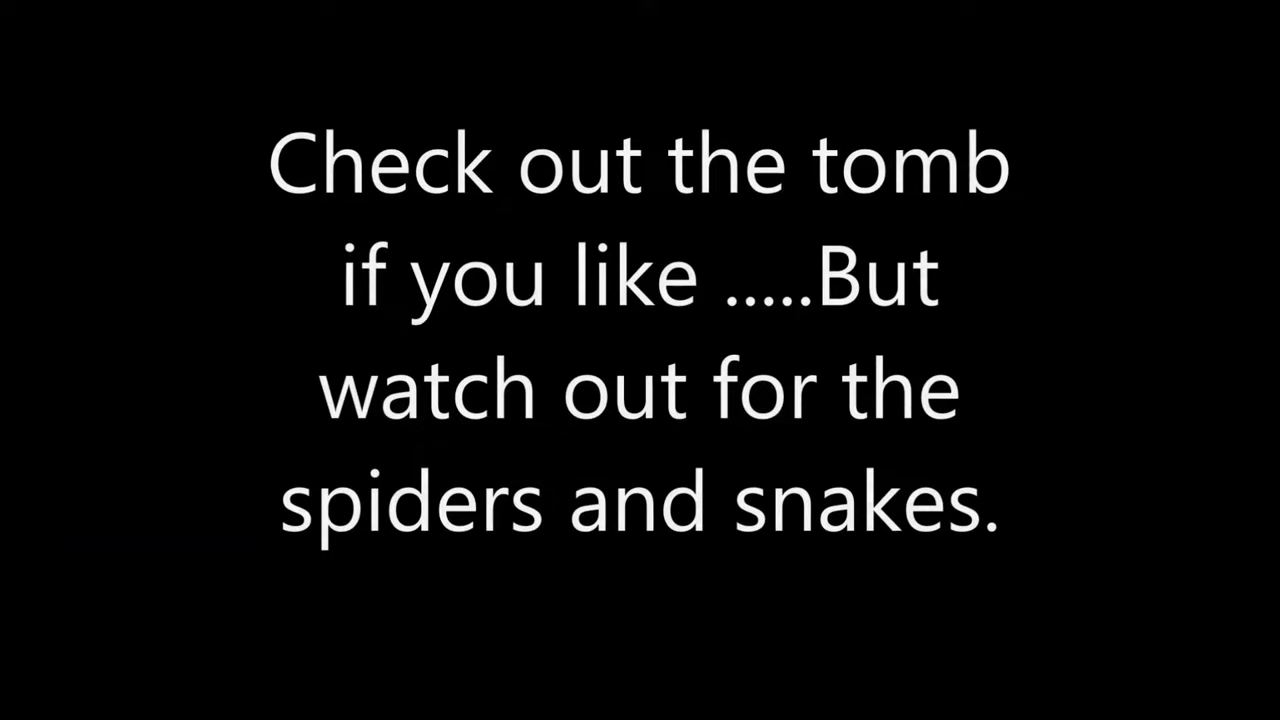 Check out the tomb
if you like .....But
watch out for the
spiders and snakes.